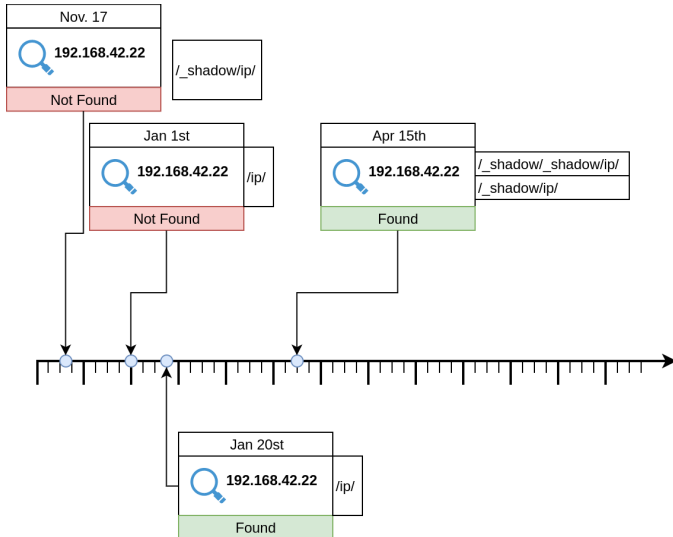 Nov. 17
192.168.42.22
/_shadow/ip/
Not Found
Jan 1st
192.168.42.22
/ip/
Not Found
Apr 15th
192.168.42.22
/_shadow/_shadow/ip/
/_shadow/ip/
Found
Jan 20st
192.168.42.22
/ip/
Found